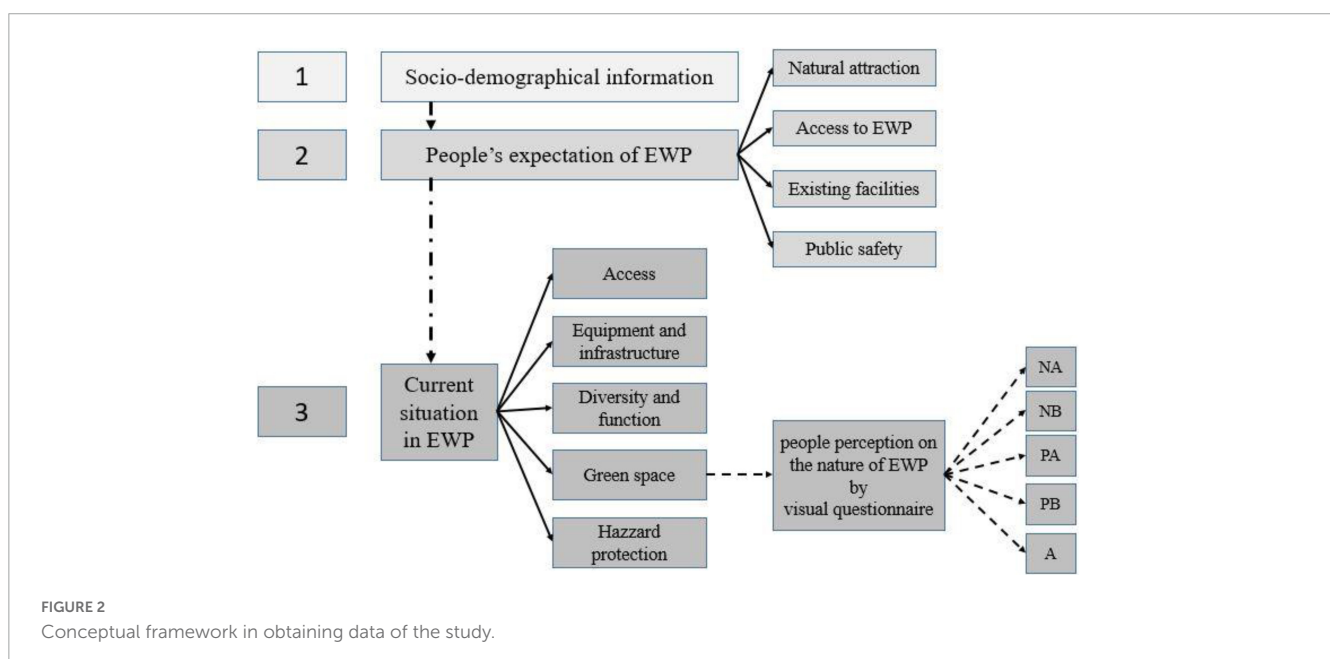 1
Socio-demographical information
2
People's expectation of EWP
Natural attraction
Access to EWP
Existing facilities
Public safety
3
Current
situation
in EWP
Access
Equipment and
infrastructure
Diversity and
function
Green space
Hazzard
protection
people perception on
the nature of EWP
by
visual questionnaire
NA
NB
PA
PB
A
FIGURE 2
Conceptual framework in obtaining data of the study.